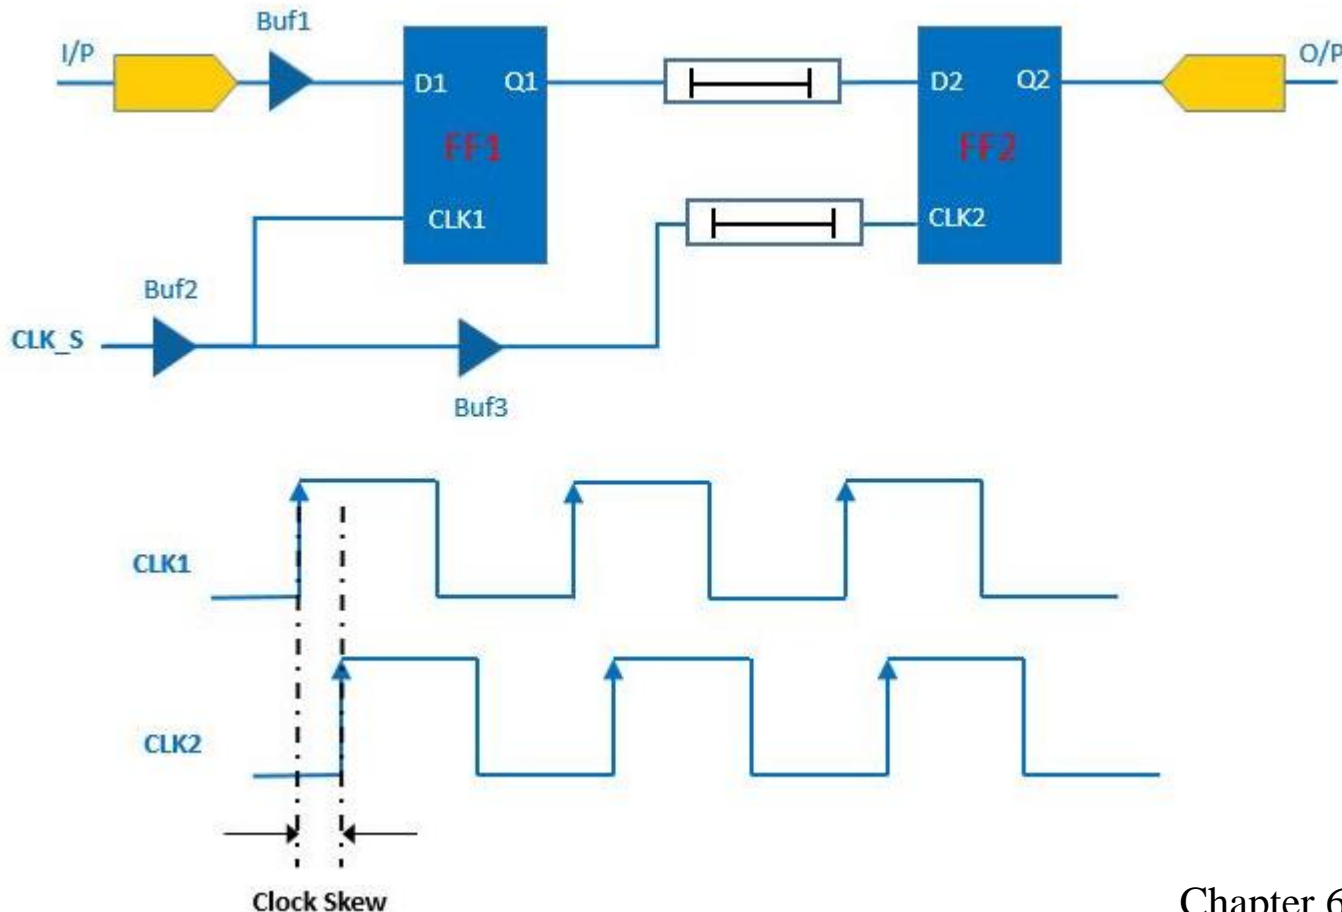 Buf1
I/P
O/P
D1
Q1
D2
Q2
FF1
FF2
CLK1
CLK2
Buf2
CLK_S
Buf3
CLK1
CLK2
Clock Skew
Chapter 6